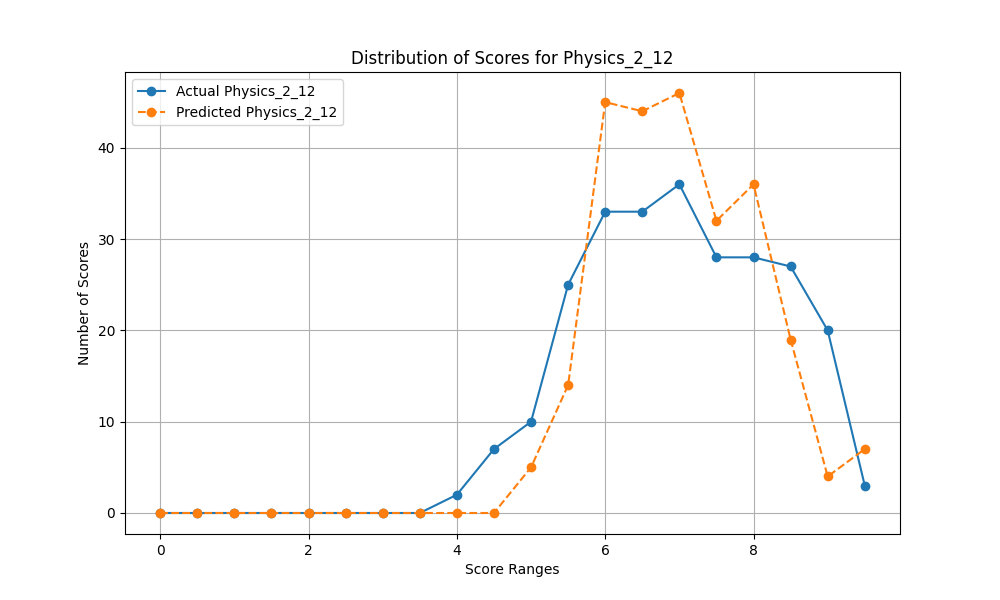 Distribution of Scores for Physics_2_12
Actual Physics_2_12
Predicted Physics_2_12
Number of Scores
40
30
20
10
0
0 2 4 6 8
Score Ranges